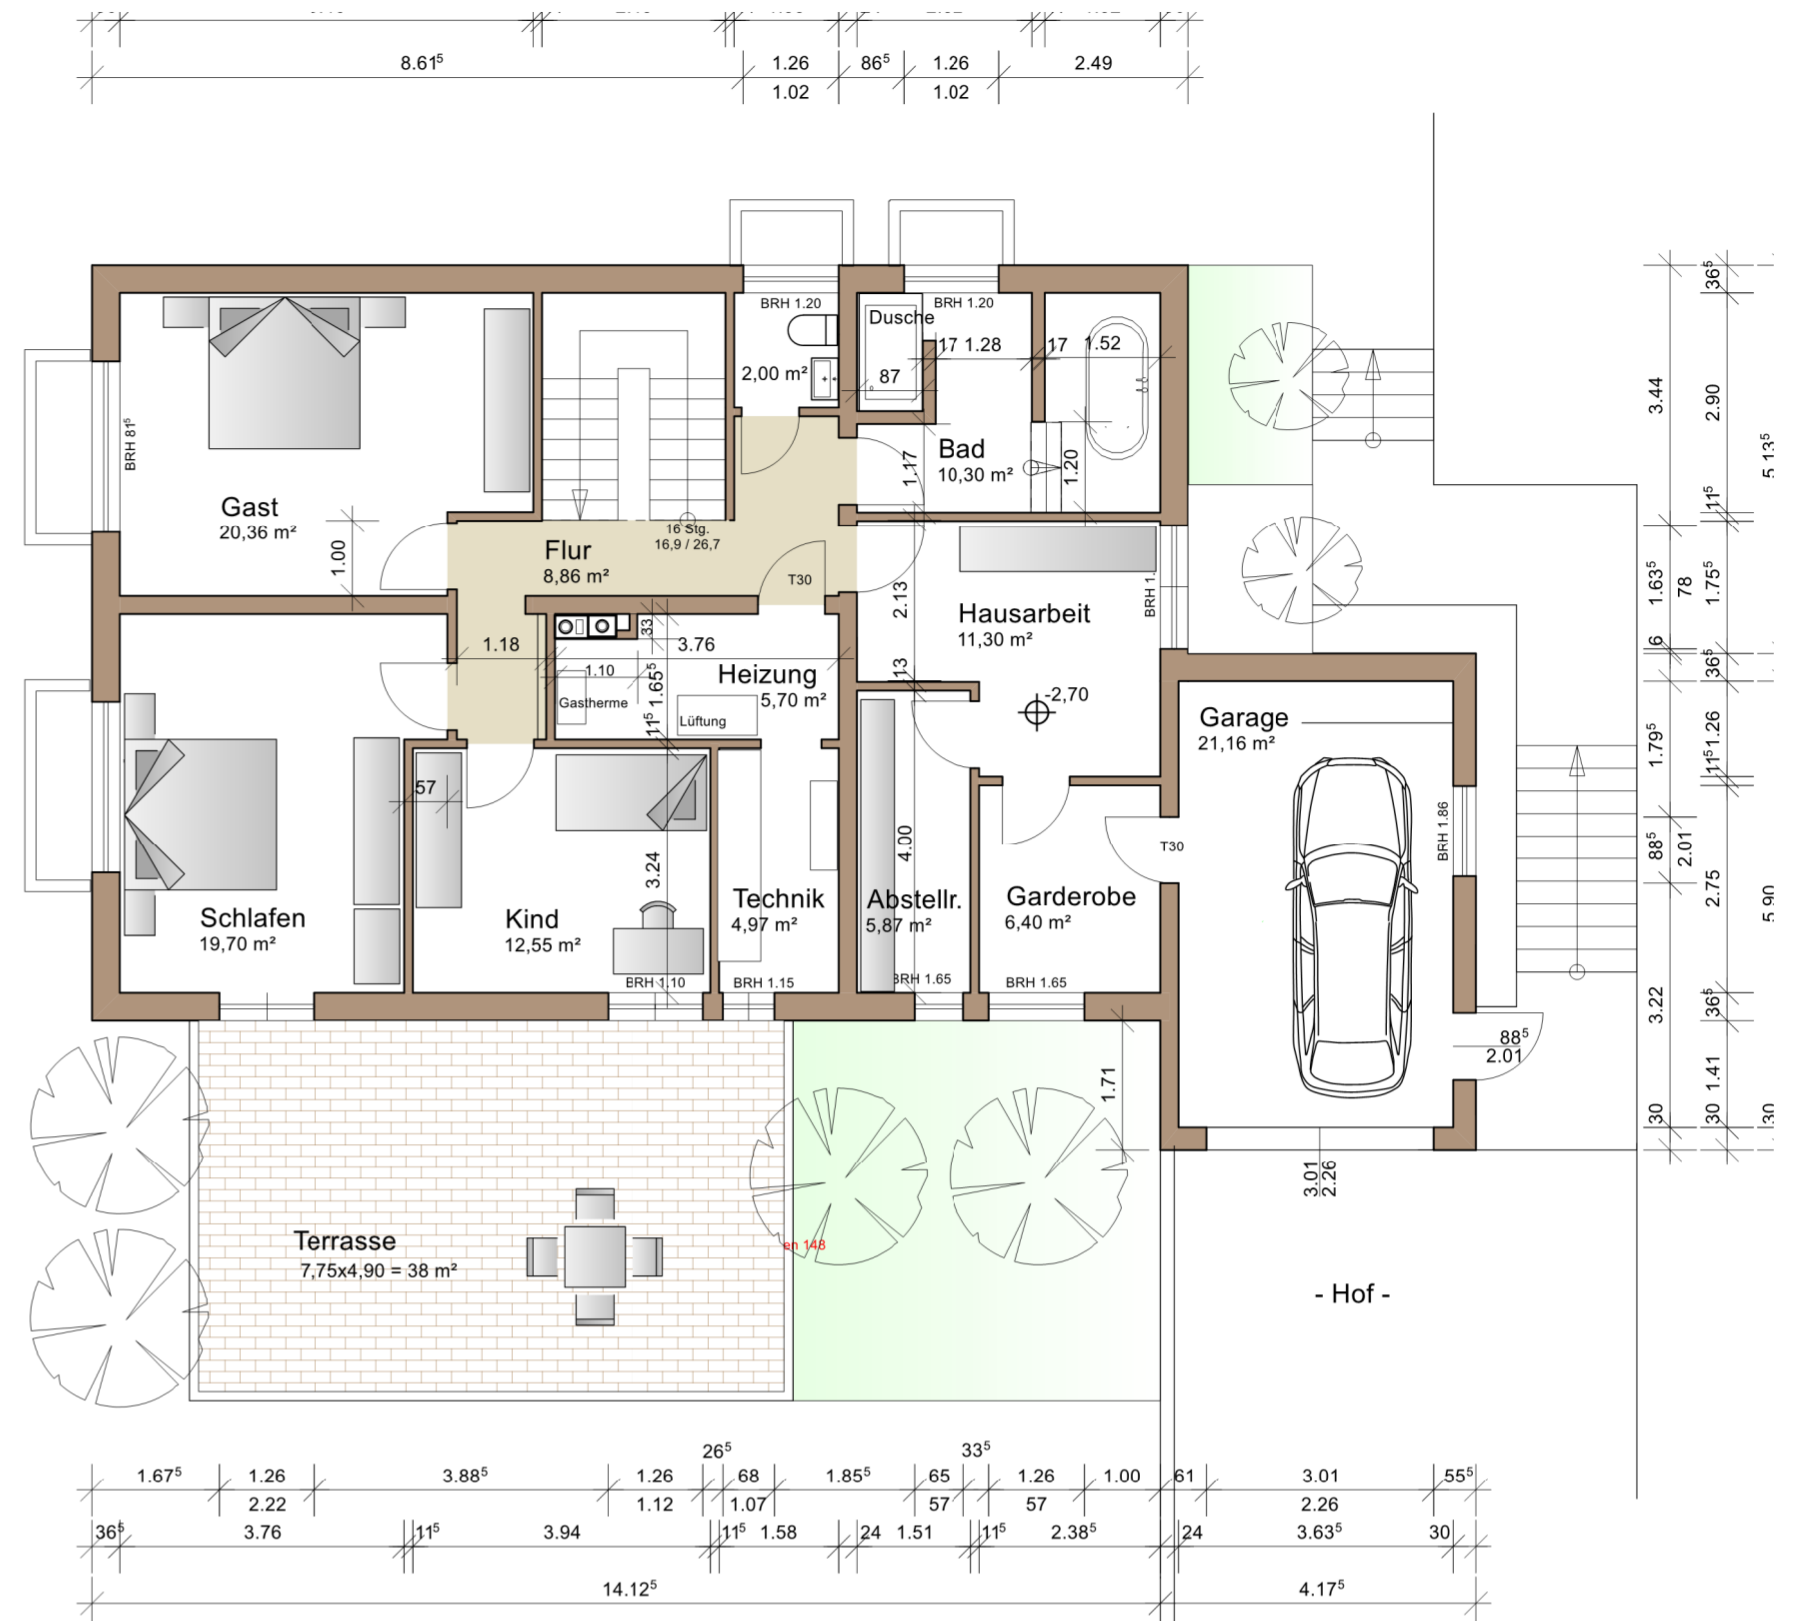 8.61⁵ 1.26 86⁵ 1.26 2.49
1.02 1.02
BRH 1.20 BRH 1.20
Dusche
17 1.28 17 1.52
2,00 m² 87
BRH 81⁵
Gast
20,36 m²
1.00
Bad
10,30 m²
1.17
1.20
16 Stg.
16,9 / 26,7
Flur
8,86 m²
T30
2.13
Hausarbeit
11,30 m²
BRH 1.
1.18
33
3.76
1.10
1.65⁵
Heizung
5,70 m²
Gastherme
Lüftung
11⁵
13
-2,70
Garage
21,16 m²
57
3.24
4.00
BRH 1.86
T30
Schlafen
19,70 m²
Kind
12,55 m²
Technik
4,97 m²
Abstellr.
5,87 m²
Garderobe
6,40 m²
BRH 1.10
BRH 1.15
BRH 1.65
BRH 1.65
88⁵
2.01
1.71
3.01
2.26
Terrasse
7,75x4,90 = 38 m²
en 148
- Hof -
3.44
1.63⁵
78
6
1.79⁵
88⁵
2.01
3.22
30
36⁵
2.90
11⁵
1.75⁵
36⁵
1.26
11⁵
2.75
36⁵
1.41
30
5.13⁵
5.90
30
26⁵ 33⁵
1.67⁵ 1.26 3.88⁵ 1.26 68 1.85⁵ 65 1.26 1.00 61 3.01 55⁵
2.22 1.12 1.07 57 57 2.26
36⁵ 3.76 11⁵ 3.94 11⁵ 1.58 24 1.51 11⁵ 2.38⁵ 24 3.63⁵ 30
14.12⁵ 4.17⁵